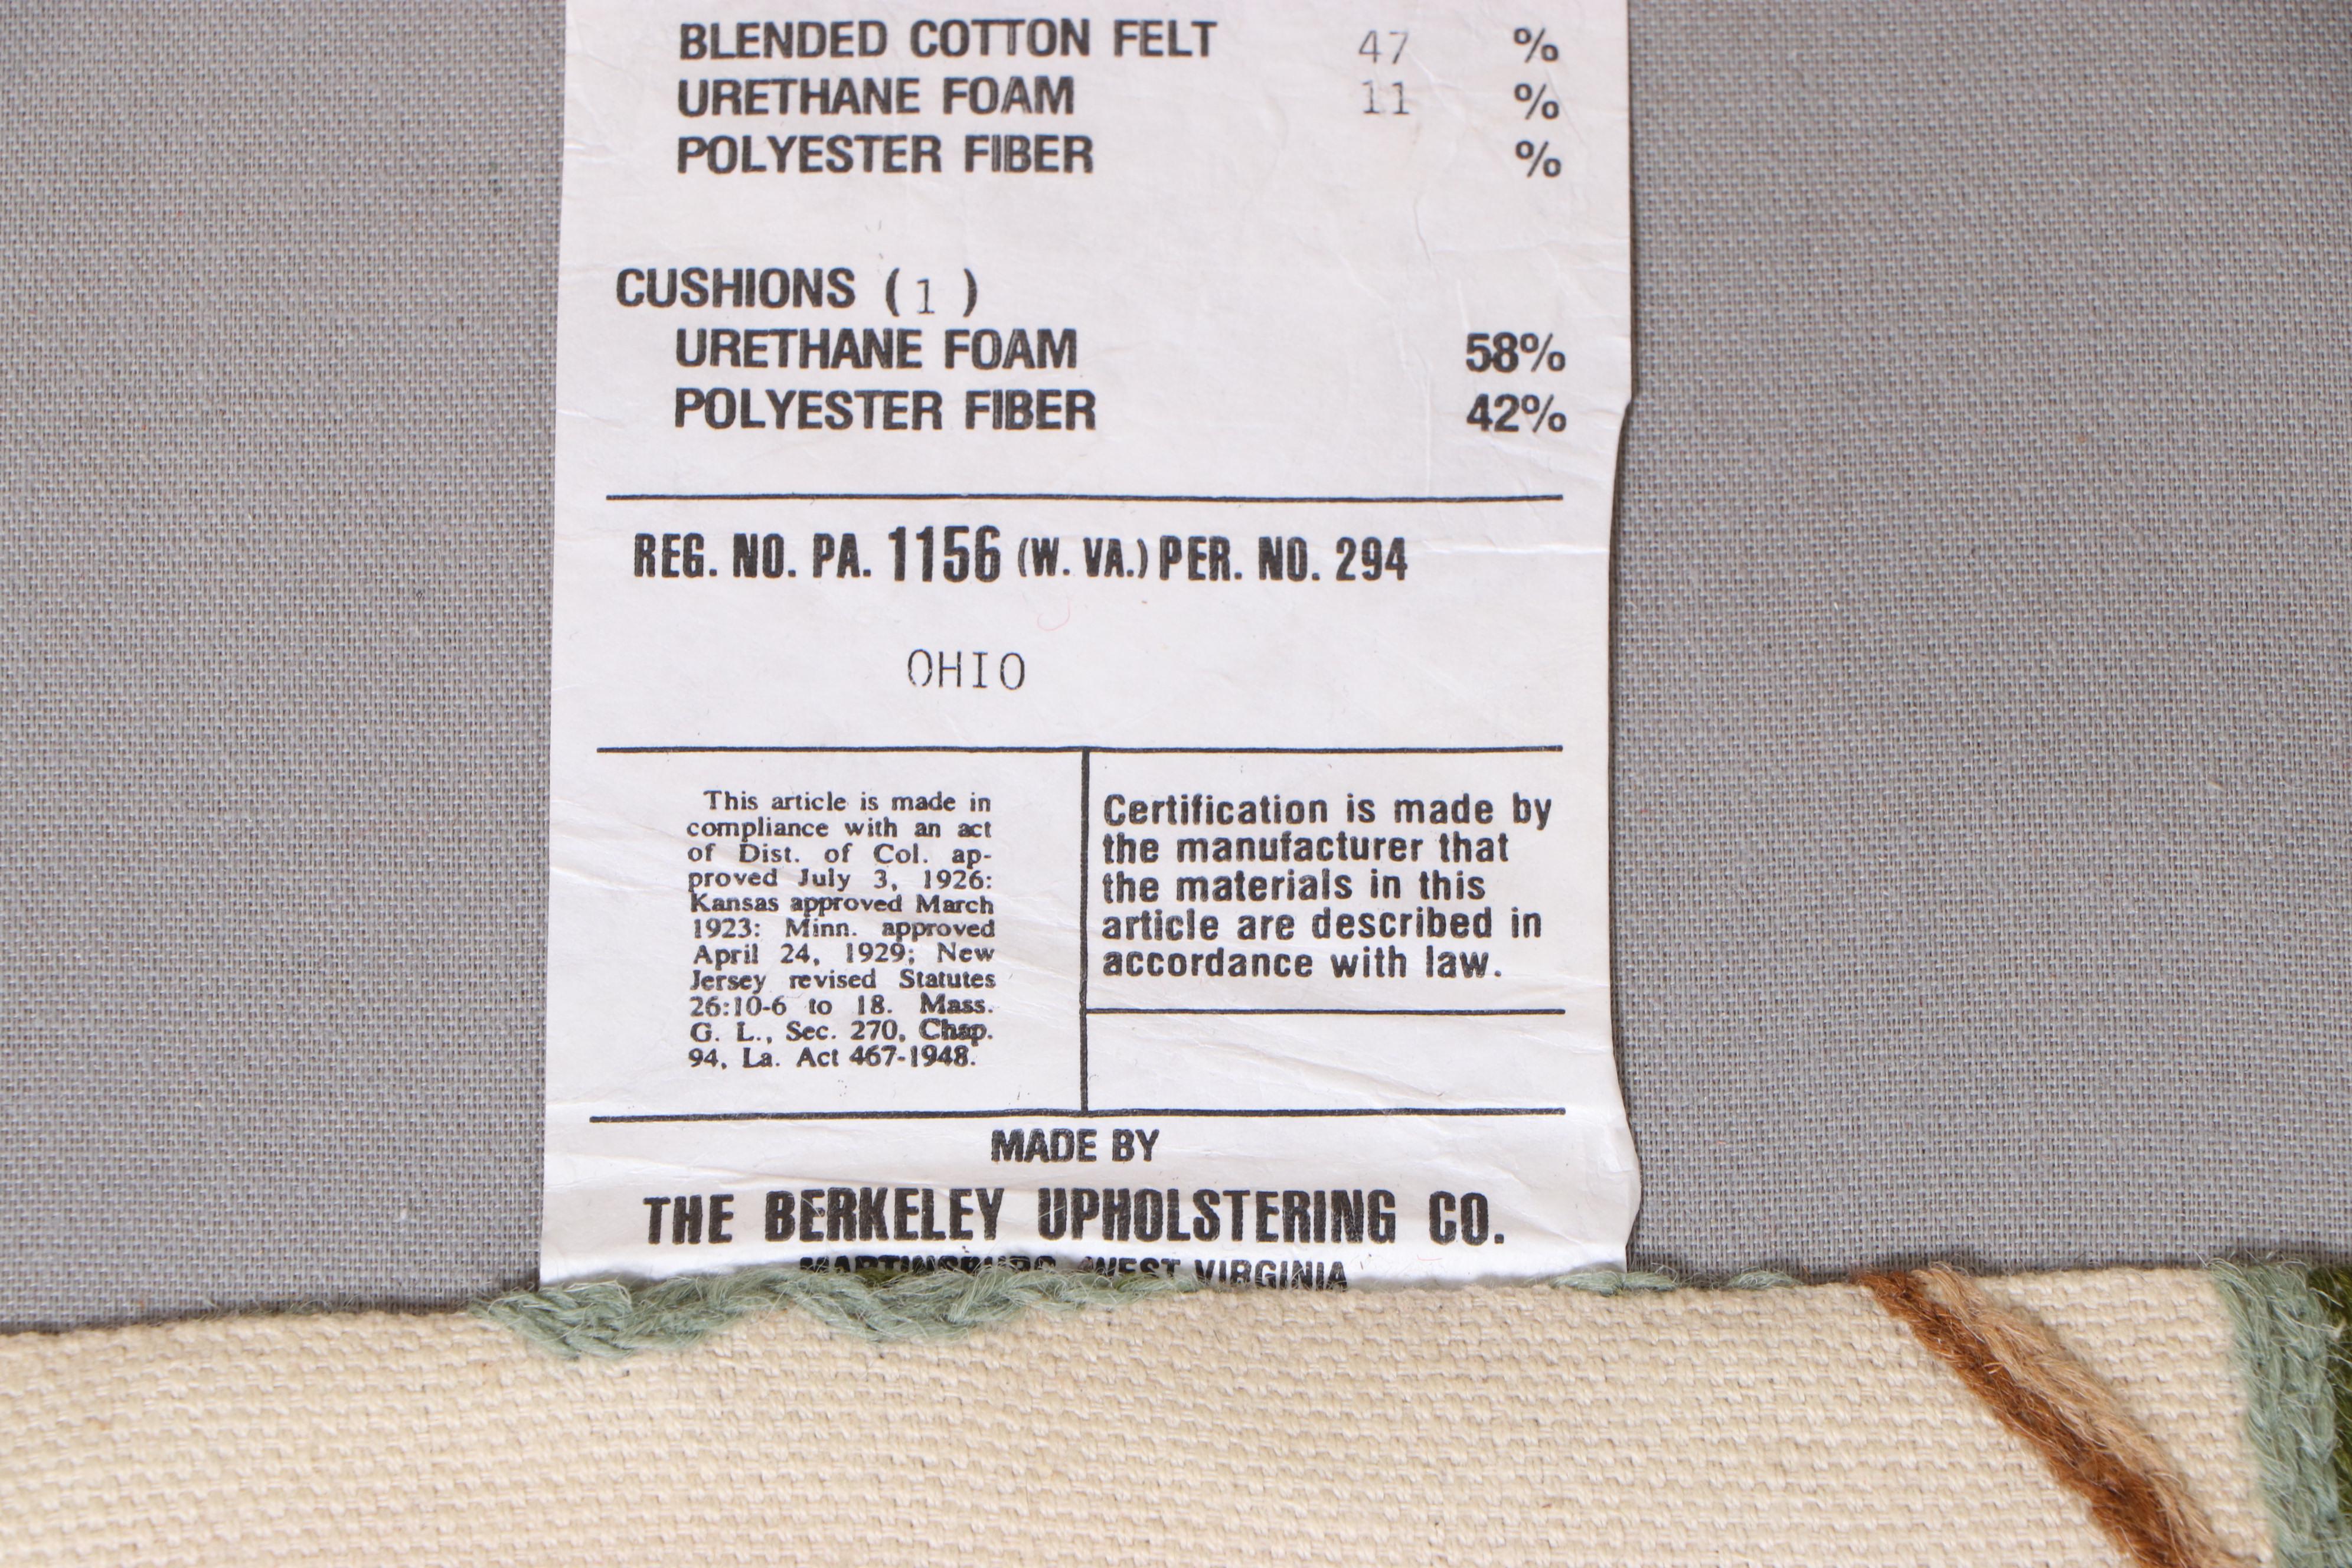 BLENDED COTTON FELT 47 %
URETHANE FOAM 11 %
POLYESTER FIBER %
CUSHIONS (1)
URETHANE FOAM 58%
POLYESTER FIBER 42%
REG. NO. PA. 1156 (W. VA.) PER. NO. 294
OHIO
This article is made in
compliance with an act
of Dist. of Col. ap-
proved July 3, 1926:
Kansas approved March
1923: Minn. approved
April 24, 1929; New
Jersey revised Statutes
26:10-6 to 18. Mass.
G. L., Sec. 270, Chap.
94, La. Act 467-1948.
Certification is made by
the manufacturer that
the materials in this
article are described in
accordance with law.
MADE BY
THE BERKELEY UPHOLSTERING CO.
MARTINSBURG, WEST VIRGINIA